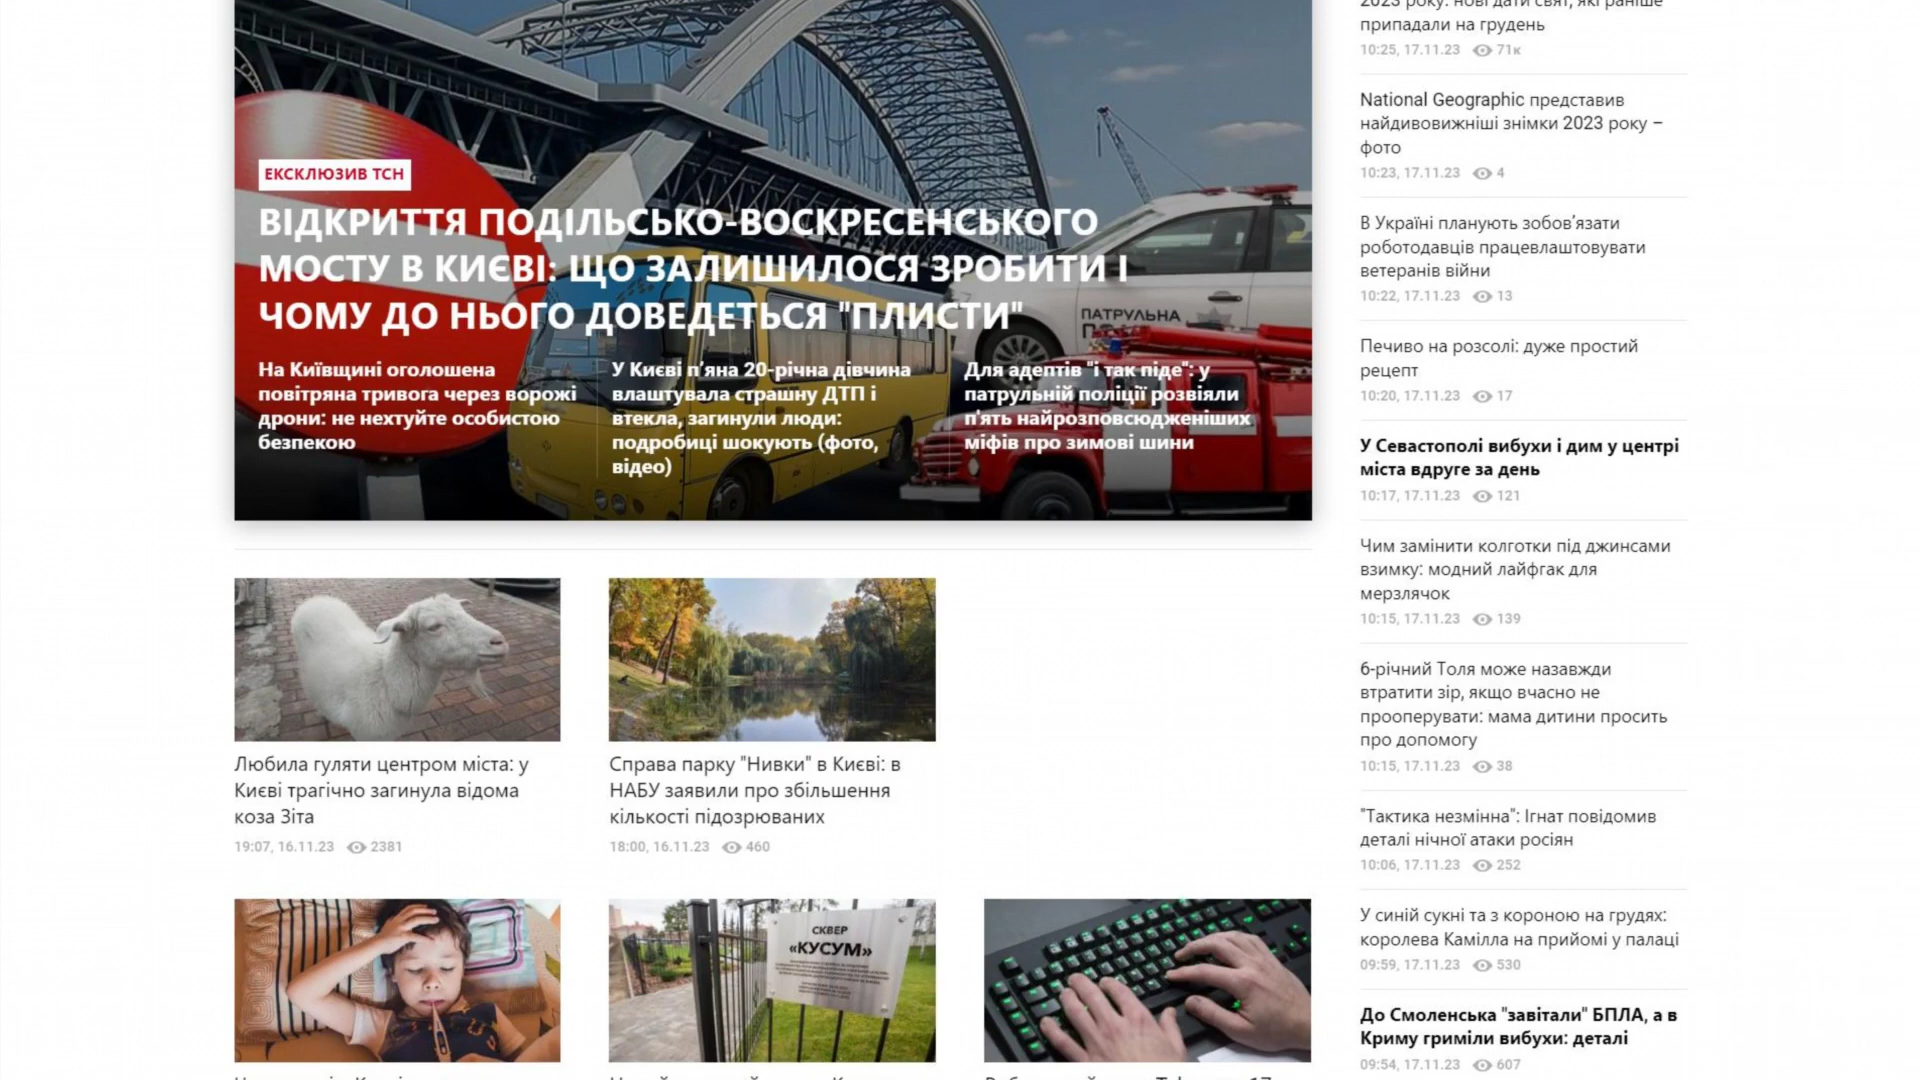 ЕКСКЛЮЗИВ ТСН
ВІДКРИТТЯ ПОДІЛЬСЬКО-ВОСКРЕСЕНСЬКОГО
МОСТУ В КИЄВІ: ЩО ЗАЛИШИЛОСЯ ЗРОБИТИ І
ЧОМУ ДО НЬОГО ДОВЕДЕТЬСЯ "ПЛИСТИ"
ПАТРУЛЬНА
На Київщині оголошена
повітряна тривога через ворожі
дрони: не нехтуйте особистою
безпекою
У Києві п’яна 20-річна дівчина
влаштувала страшну ДТП і
втекла, загинули люди:
подробиці шокують (фото,
відео)
Для адептів "і так піде": у
патрульній поліції розвіяли
п'ять найрозповсюдженіших
міфів про зимові шини
Любила гуляти центром міста: у
Києві трагічно загинула відома
коза Зіта
19:07, 16.11.23 2381
Справа парку "Нивки" в Києві: в
НАБУ заявили про збільшення
кількості підозрюваних
18:00, 16.11.23 460
СКВЕР
«КУСУМ»
2023 року: нові дати свят, які раніше
припадали на грудень
10:25, 17.11.23 71к
National Geographic представив
найдивовижніші знімки 2023 року –
фото
10:23, 17.11.23 4
В Україні планують зобов’язати
роботодавців працевлаштовувати
ветеранів війни
10:22, 17.11.23 13
Печиво на розсолі: дуже простий
рецепт
10:20, 17.11.23 17
У Севастополі вибухи і дим у центрі
міста вдруге за день
10:17, 17.11.23 121
Чим замінити колготки під джинсами
взимку: модний лайфгак для
мерзлячок
10:15, 17.11.23 139
6-річний Толя може назавжди
втратити зір, якщо вчасно не
прооперувати: мама дитини просить
про допомогу
10:15, 17.11.23 38
"Тактика незмінна": Ігнат повідомив
деталі нічної атаки росіян
10:06, 17.11.23 252
У синій сукні та з короною на грудях:
королева Камілла на прийомі у палаці
09:59, 17.11.23 530
До Смоленська "завітали" БПЛА, а в
Криму гриміли вибухи: деталі
09:54, 17.11.23 607